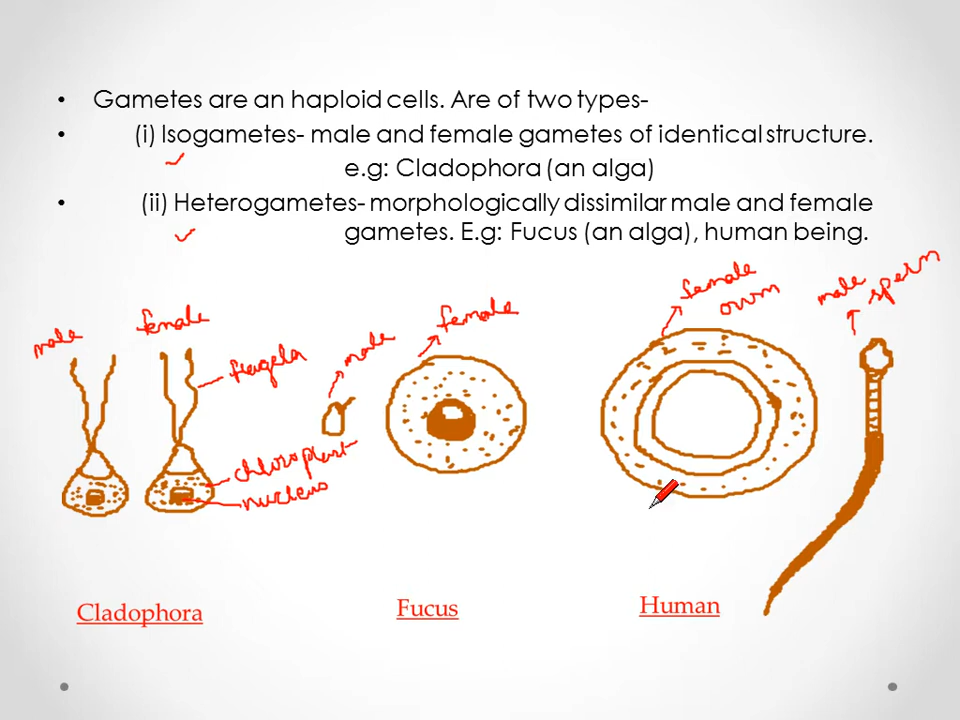 • Gametes are an haploid cells. Are of two types-
• (i) Isogametes- male and female gametes of identical structure.
e.g: Cladophora (an alga)
• (ii) Heterogametes- morphologically dissimilar male and female
gametes. E.g: Fucus (an alga), human being.
male
female
flagela
chloroplast
nucleus
male
female
female
ovum
male
sperm
Cladophora
Fucus
Human